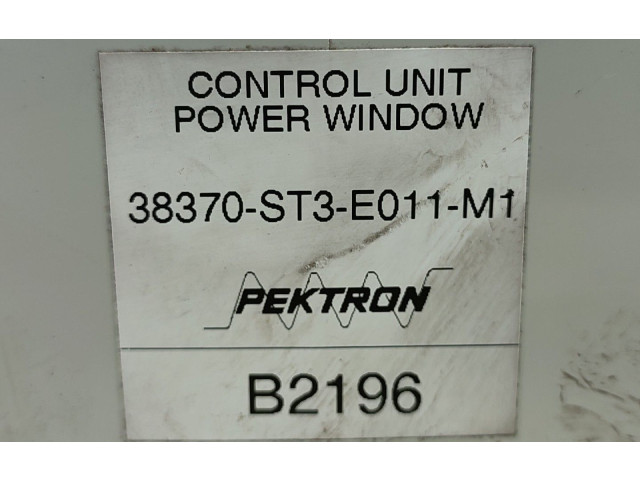 CONTROL UNIT
POWER WINDOW
38370-ST3-E011-M1
PEKTRON
B2196